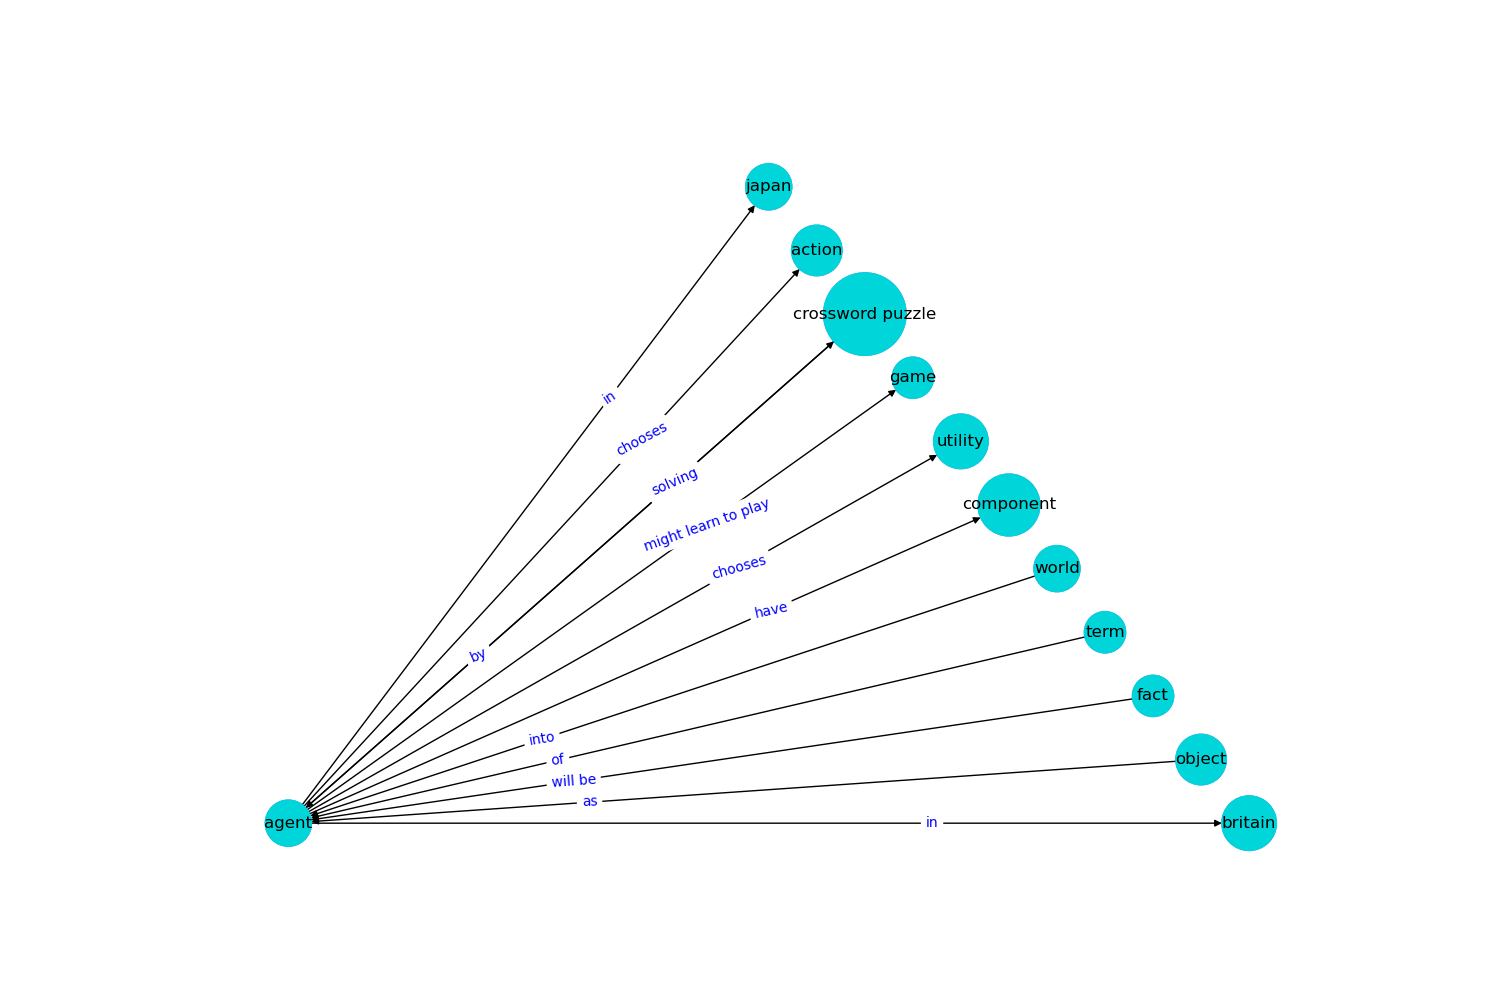 japan
action
crossword puzzle
game
in
chooses
utility
solving
component
might learn to play
chooses
world
have
term
by
fact
into
of
object
will be
as
agent
in
britain